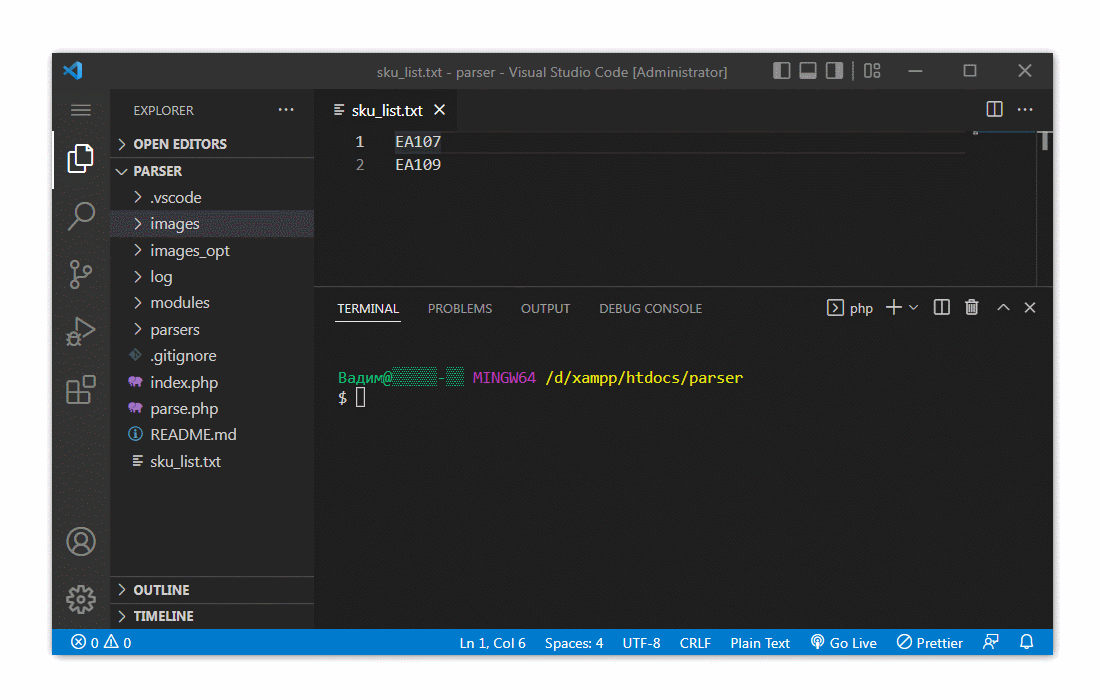 sku_list.txt - parser - Visual Studio Code [Administrator]
EXPLORER
OPEN EDITORS
PARSER
.vscode
images
images_opt
log
modules
parsers
.gitignore
index.php
parse.php
README.md
sku_list.txt
OUTLINE
TIMELINE
sku_list.txt
1 EA107
2 EA109
TERMINAL PROBLEMS OUTPUT DEBUG CONSOLE php
Вадим@ - MINGW64 /d/xampp/htdocs/parser
$
0 0 Ln 1, Col 6 Spaces: 4 UTF-8 CRLF Plain Text Go Live Prettier